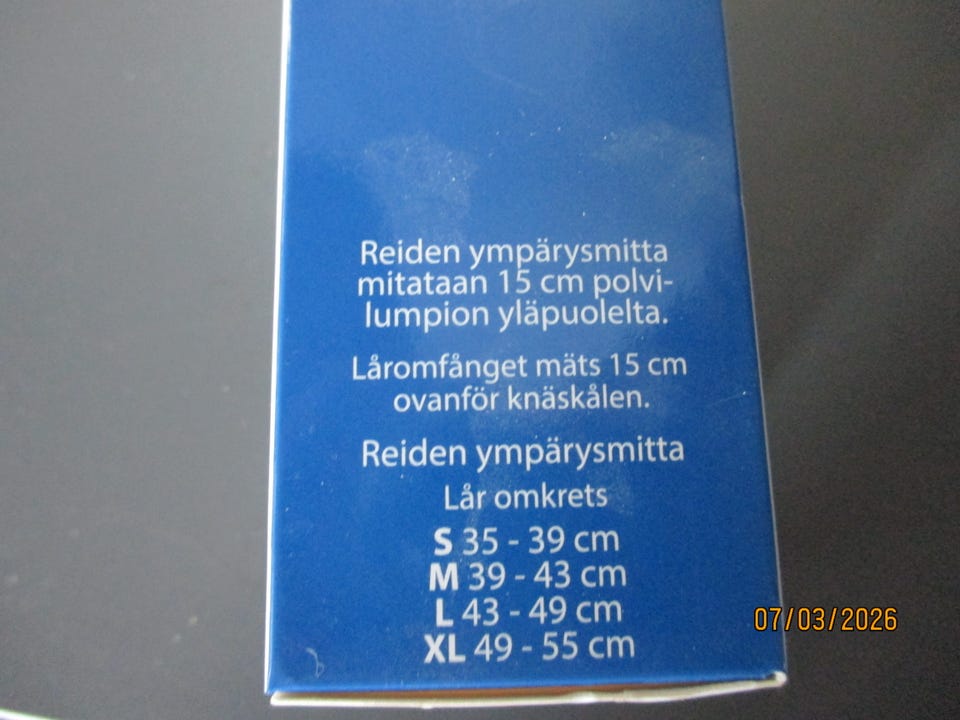 Reiden ympärysmitta
mitataan 15 cm polvi-
lumpion yläpuolelta.
Låromfånget mäts 15 cm
ovanför knäskålen.
Reiden ympärysmitta
Lår omkrets
S 35 - 39 cm
M 39 - 43 cm
L 43 - 49 cm
XL 49 - 55 cm
07/03/2026